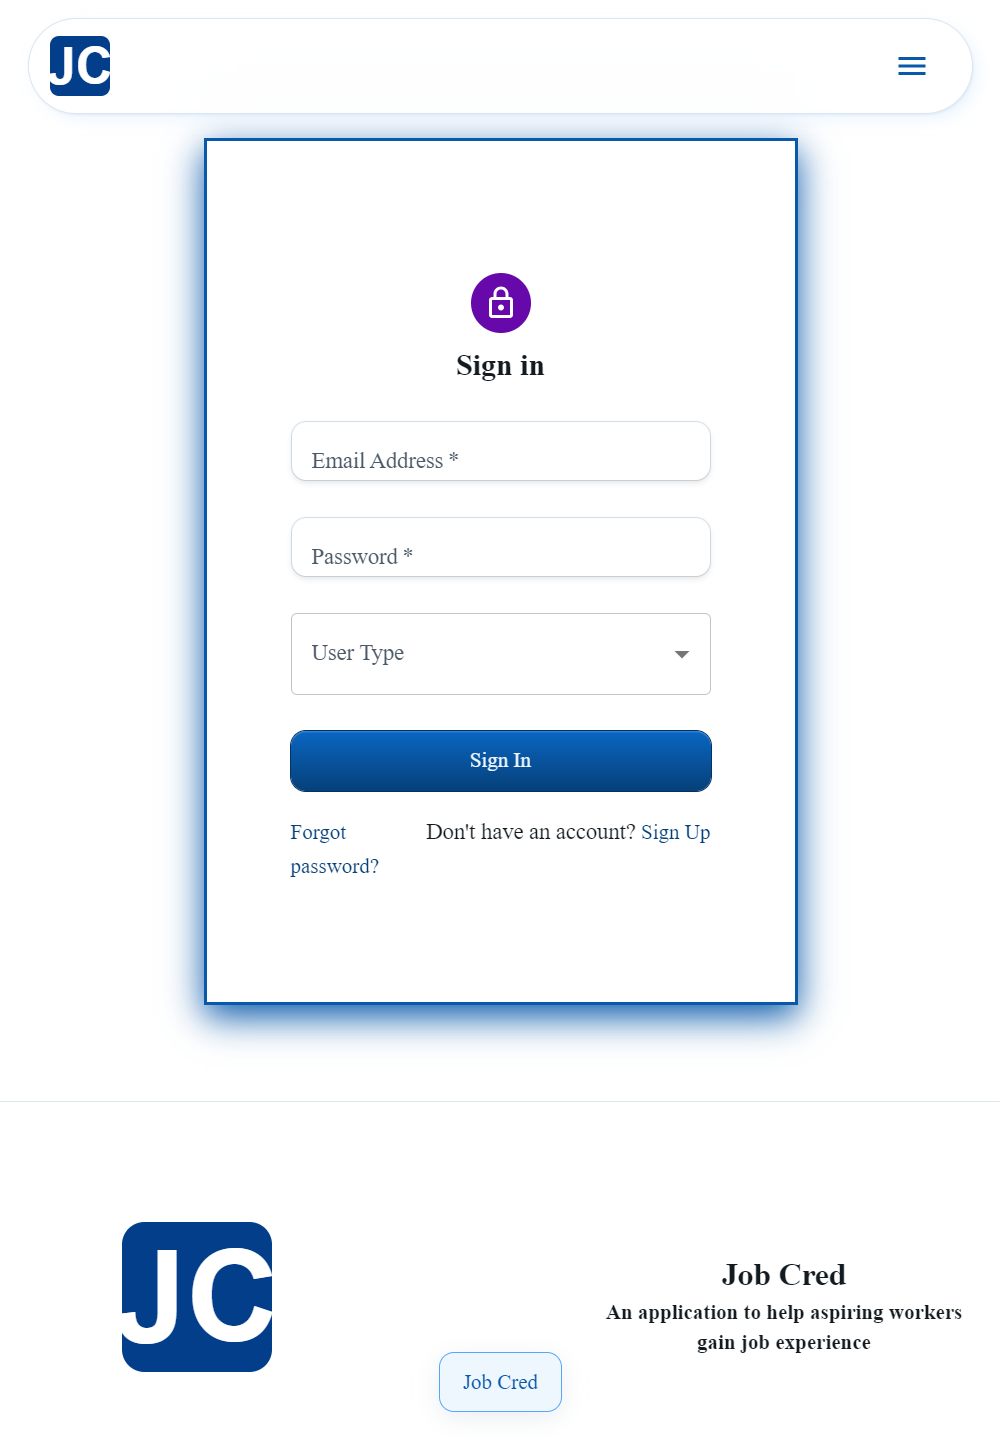 JC
Sign in
Email Address *
Password *
User Type
Sign In
Forgot password?
Don't have an account? Sign Up
JC
Job Cred
An application to help aspiring workers
gain job experience
Job Cred